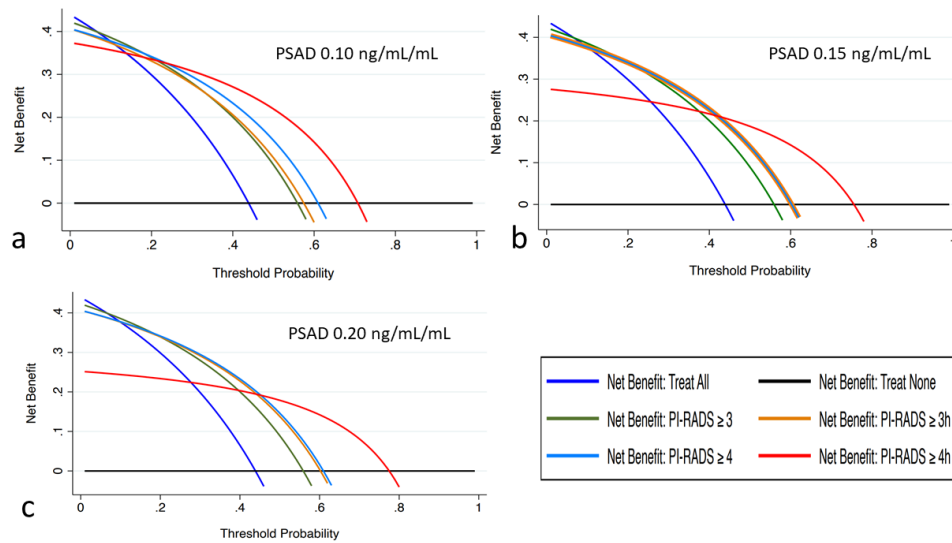 PSAD 0.10 ng/mL/mL
Net Benefit
.4
.3
.2
.1
0
0
.2
.4
.6
.8
1
Threshold Probability
a
PSAD 0.15 ng/mL/mL
Net Benefit
.4
.3
.2
.1
0
0
.2
.4
.6
.8
1
Threshold Probability
b
PSAD 0.20 ng/mL/mL
Net Benefit
.4
.3
.2
.1
0
0
.2
.4
.6
.8
1
Threshold Probability
c
Net Benefit: Treat All
Net Benefit: Treat None
Net Benefit: PI-RADS ≥ 3
Net Benefit: PI-RADS ≥ 3h
Net Benefit: PI-RADS ≥ 4
Net Benefit: PI-RADS ≥ 4h